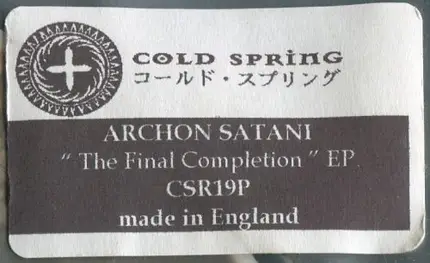 COLD SPRING
コールド・スプリング
ARCHON SATANI
" The Final Completion " EP
CSR19P
made in England